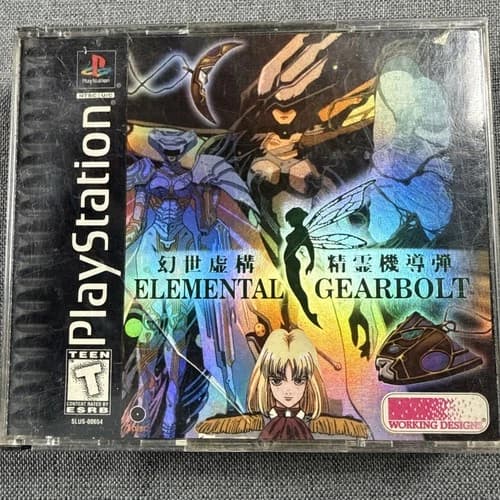 PlayStation
NTSC U/C
PlayStation
幻世虚構 精霊機導弾
ELEMENTAL GEARBOLT
TEEN
T
CONTENT RATED BY
ESRB
SLUS-00654
WORKING DESIGNS